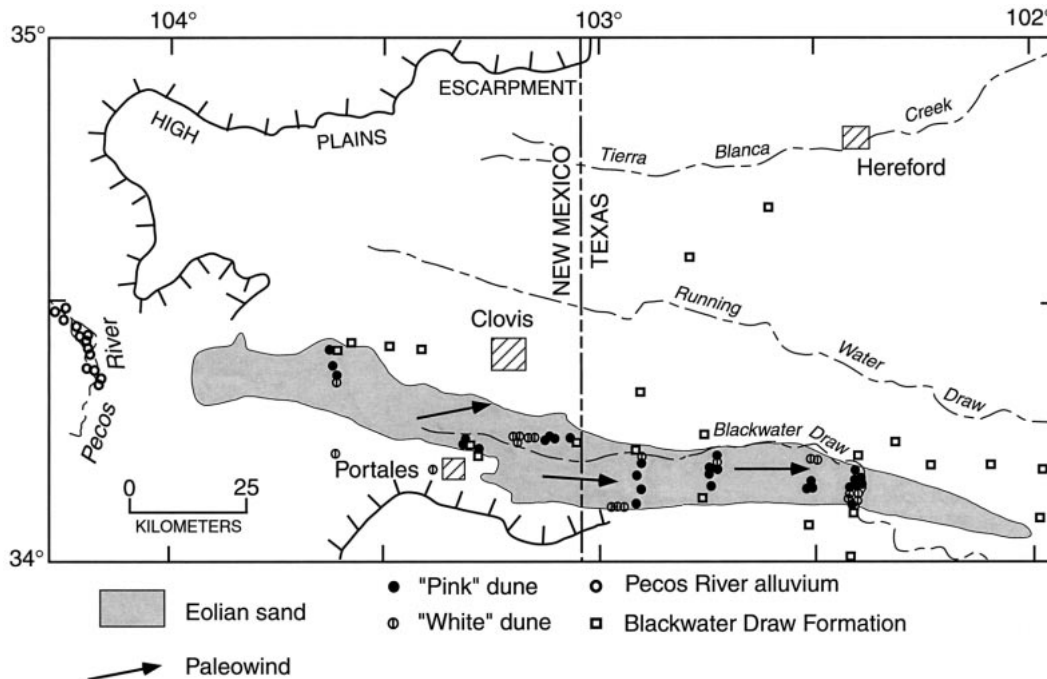 104°
103°
102°
35°
ESCARPMENT
HIGH
PLAINS
Creek
Blanca
Tierra
Hereford
NEW MEXICO
TEXAS
Running
Clovis
Water
River
Draw
Pecos
Blackwater Draw
Portales
0 25
KILOMETERS
34°
Eolian sand
"Pink" dune
Pecos River alluvium
"White" dune
Blackwater Draw Formation
Paleowind